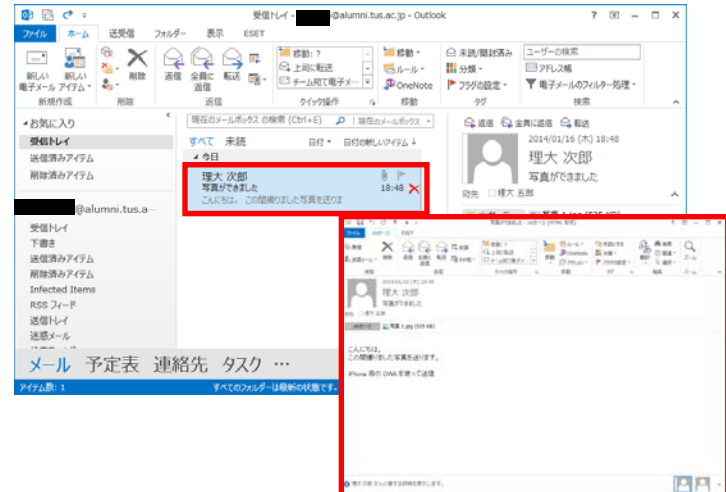 受信トレイ - @alumni.tus.ac.jp - Outlook
ファイル ホーム 送受信 フォルダー 表示 ESET
新しい 電子メール
新しい アイテム
削除
返信 全員に 返信 転送
移動: ?
上司に転送
チーム宛て電子メ…
移動
ルール
OneNote
未読/開封済み
分類
フラグの設定
ユーザーの検索
アドレス帳
電子メールのフィルター処理
新規作成 削除 返信 クイック操作 移動 タグ 検索
お気に入り
受信トレイ
送信済みアイテム
削除済みアイテム
@alumni.tus.a…
受信トレイ
下書き
送信済みアイテム
削除済みアイテム
Infected Items
RSS フィード
送信トレイ
迷惑メール
現在のメールボックス の検索 (Ctrl+E) 現在のメールボックス
すべて 未読 日付 日付の新しいアイテム ↓
今日
理大 次郎
写真ができました 18:48
こんにちは。 この間撮りました写真を送りま
返信 全員に返信 転送
2014/01/16 (木) 18:48
理大 次郎
写真ができました
宛先 理大 五郎
メール 予定表 連絡先 タスク …
アイテム数: 1 すべてのフォルダーは最新の状態です。
2014/01/16 (木) 18:48
理大 次郎
写真ができました
宛先 理大 五郎
メッセージ 写真 1.jpg (535 KB)
こんにちは。
この間撮りました写真を送ります。
iPhone 用の OWA を使って送信